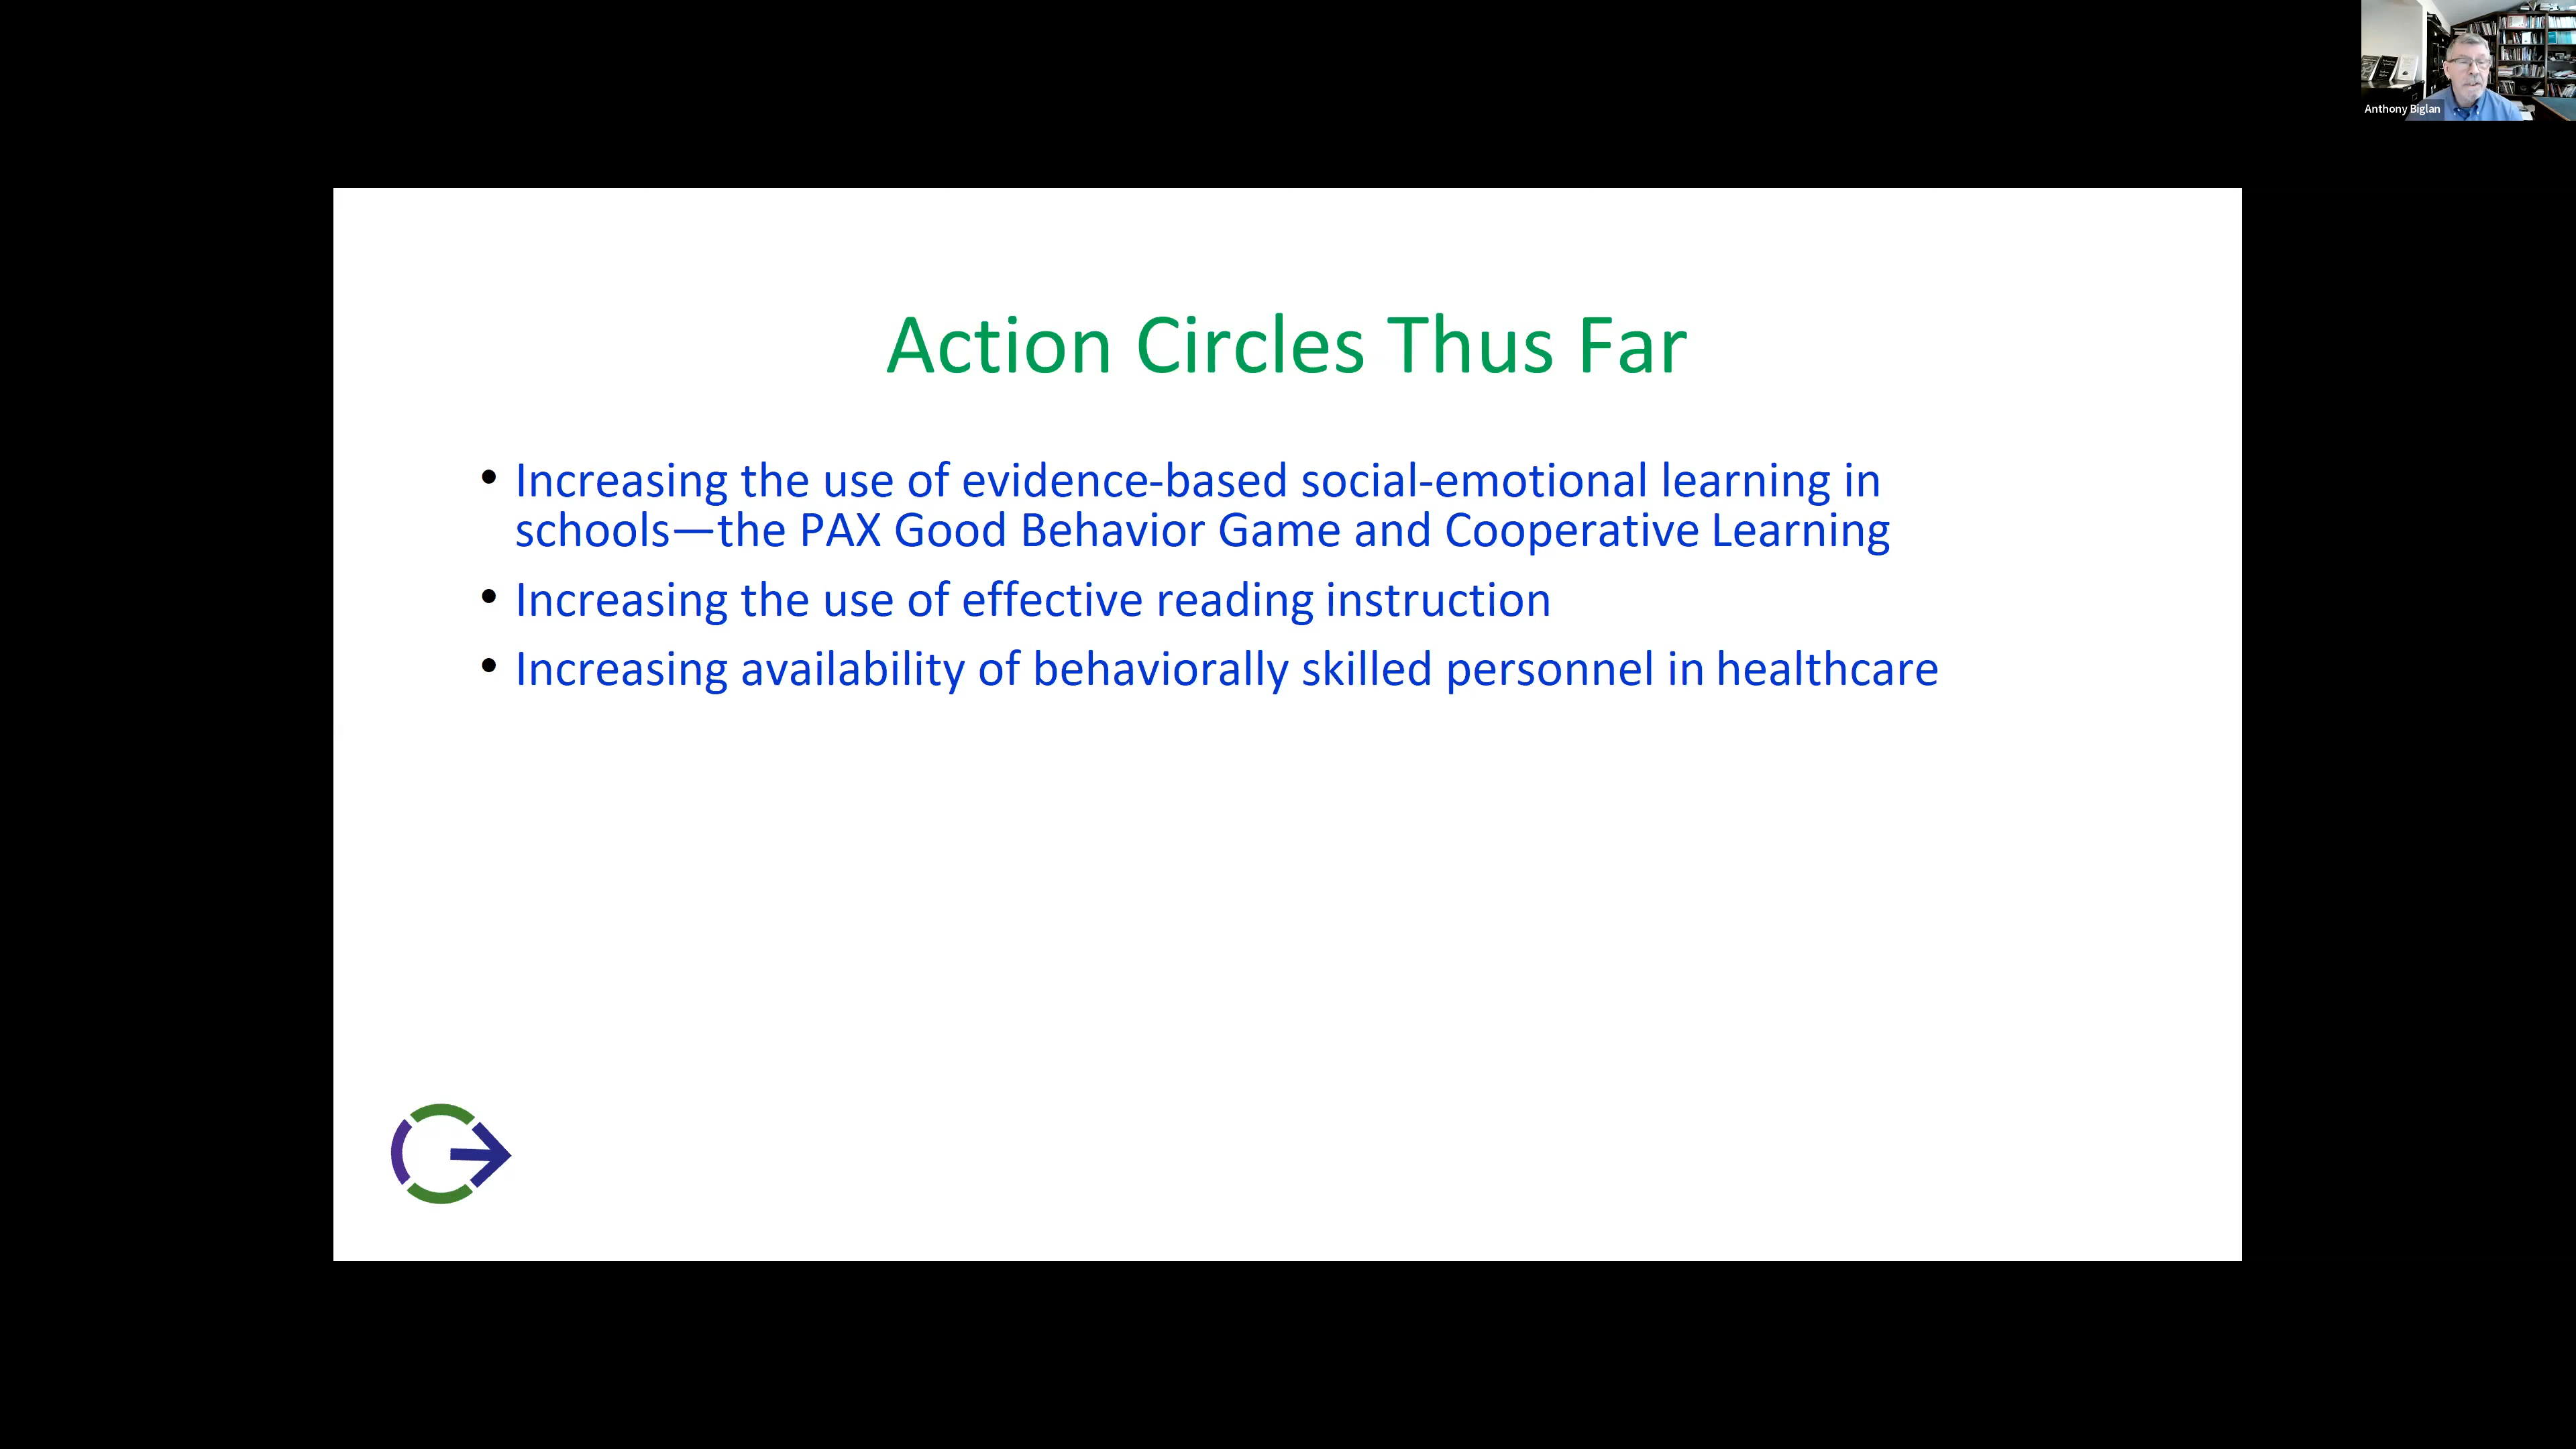 Anthony Biglan
Action Circles Thus Far
• Increasing the use of evidence-based social-emotional learning in
schools—the PAX Good Behavior Game and Cooperative Learning
• Increasing the use of effective reading instruction
• Increasing availability of behaviorally skilled personnel in healthcare